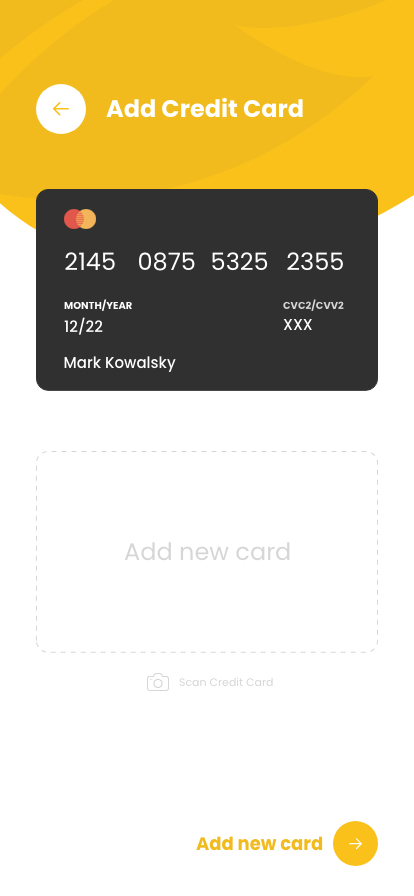 Add Credit Card
2145 0875 5325 2355
MONTH/YEAR CVC2/CVV2
12/22 XXX
Mark Kowalsky
Add new card
Scan Credit Card
Add new card